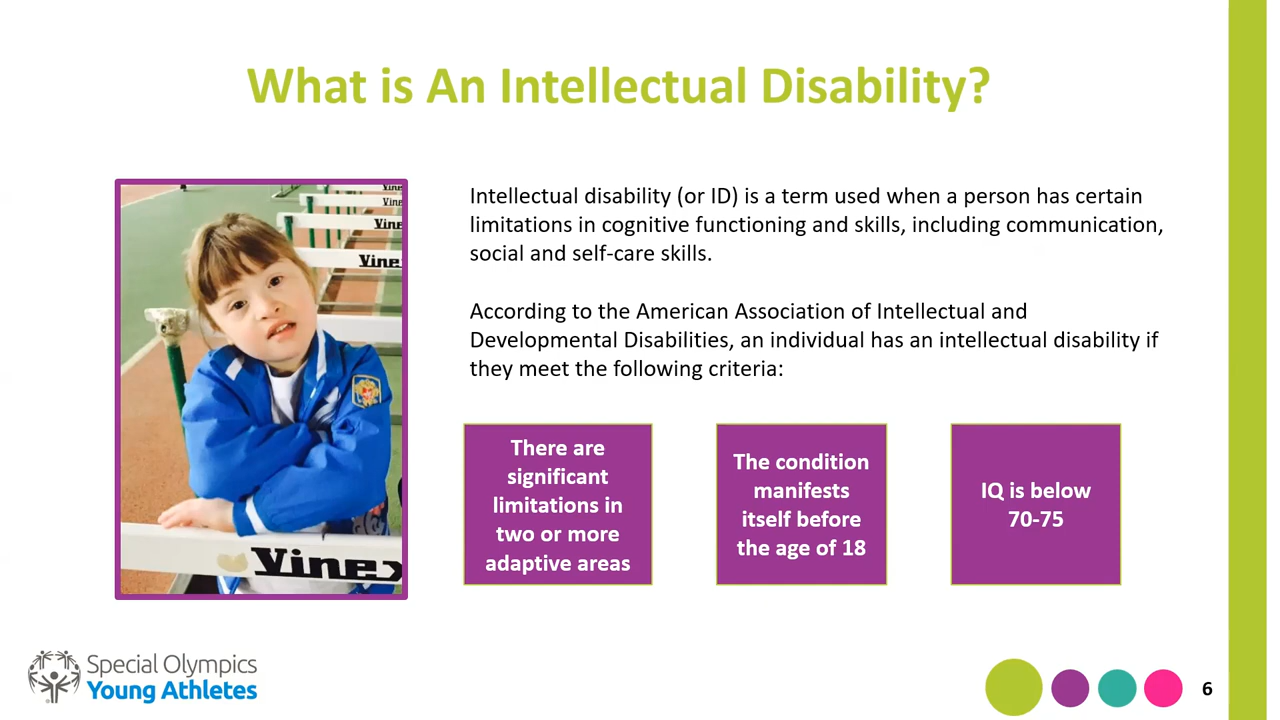 What is An Intellectual Disability?
Intellectual disability (or ID) is a term used when a person has certain
limitations in cognitive functioning and skills, including communication,
social and self-care skills.
According to the American Association of Intellectual and
Developmental Disabilities, an individual has an intellectual disability if
they meet the following criteria:
There are
significant
limitations in
two or more
adaptive areas
The condition
manifests
itself before
the age of 18
IQ is below
70-75
Vinex
Special Olympics
Young Athletes
6